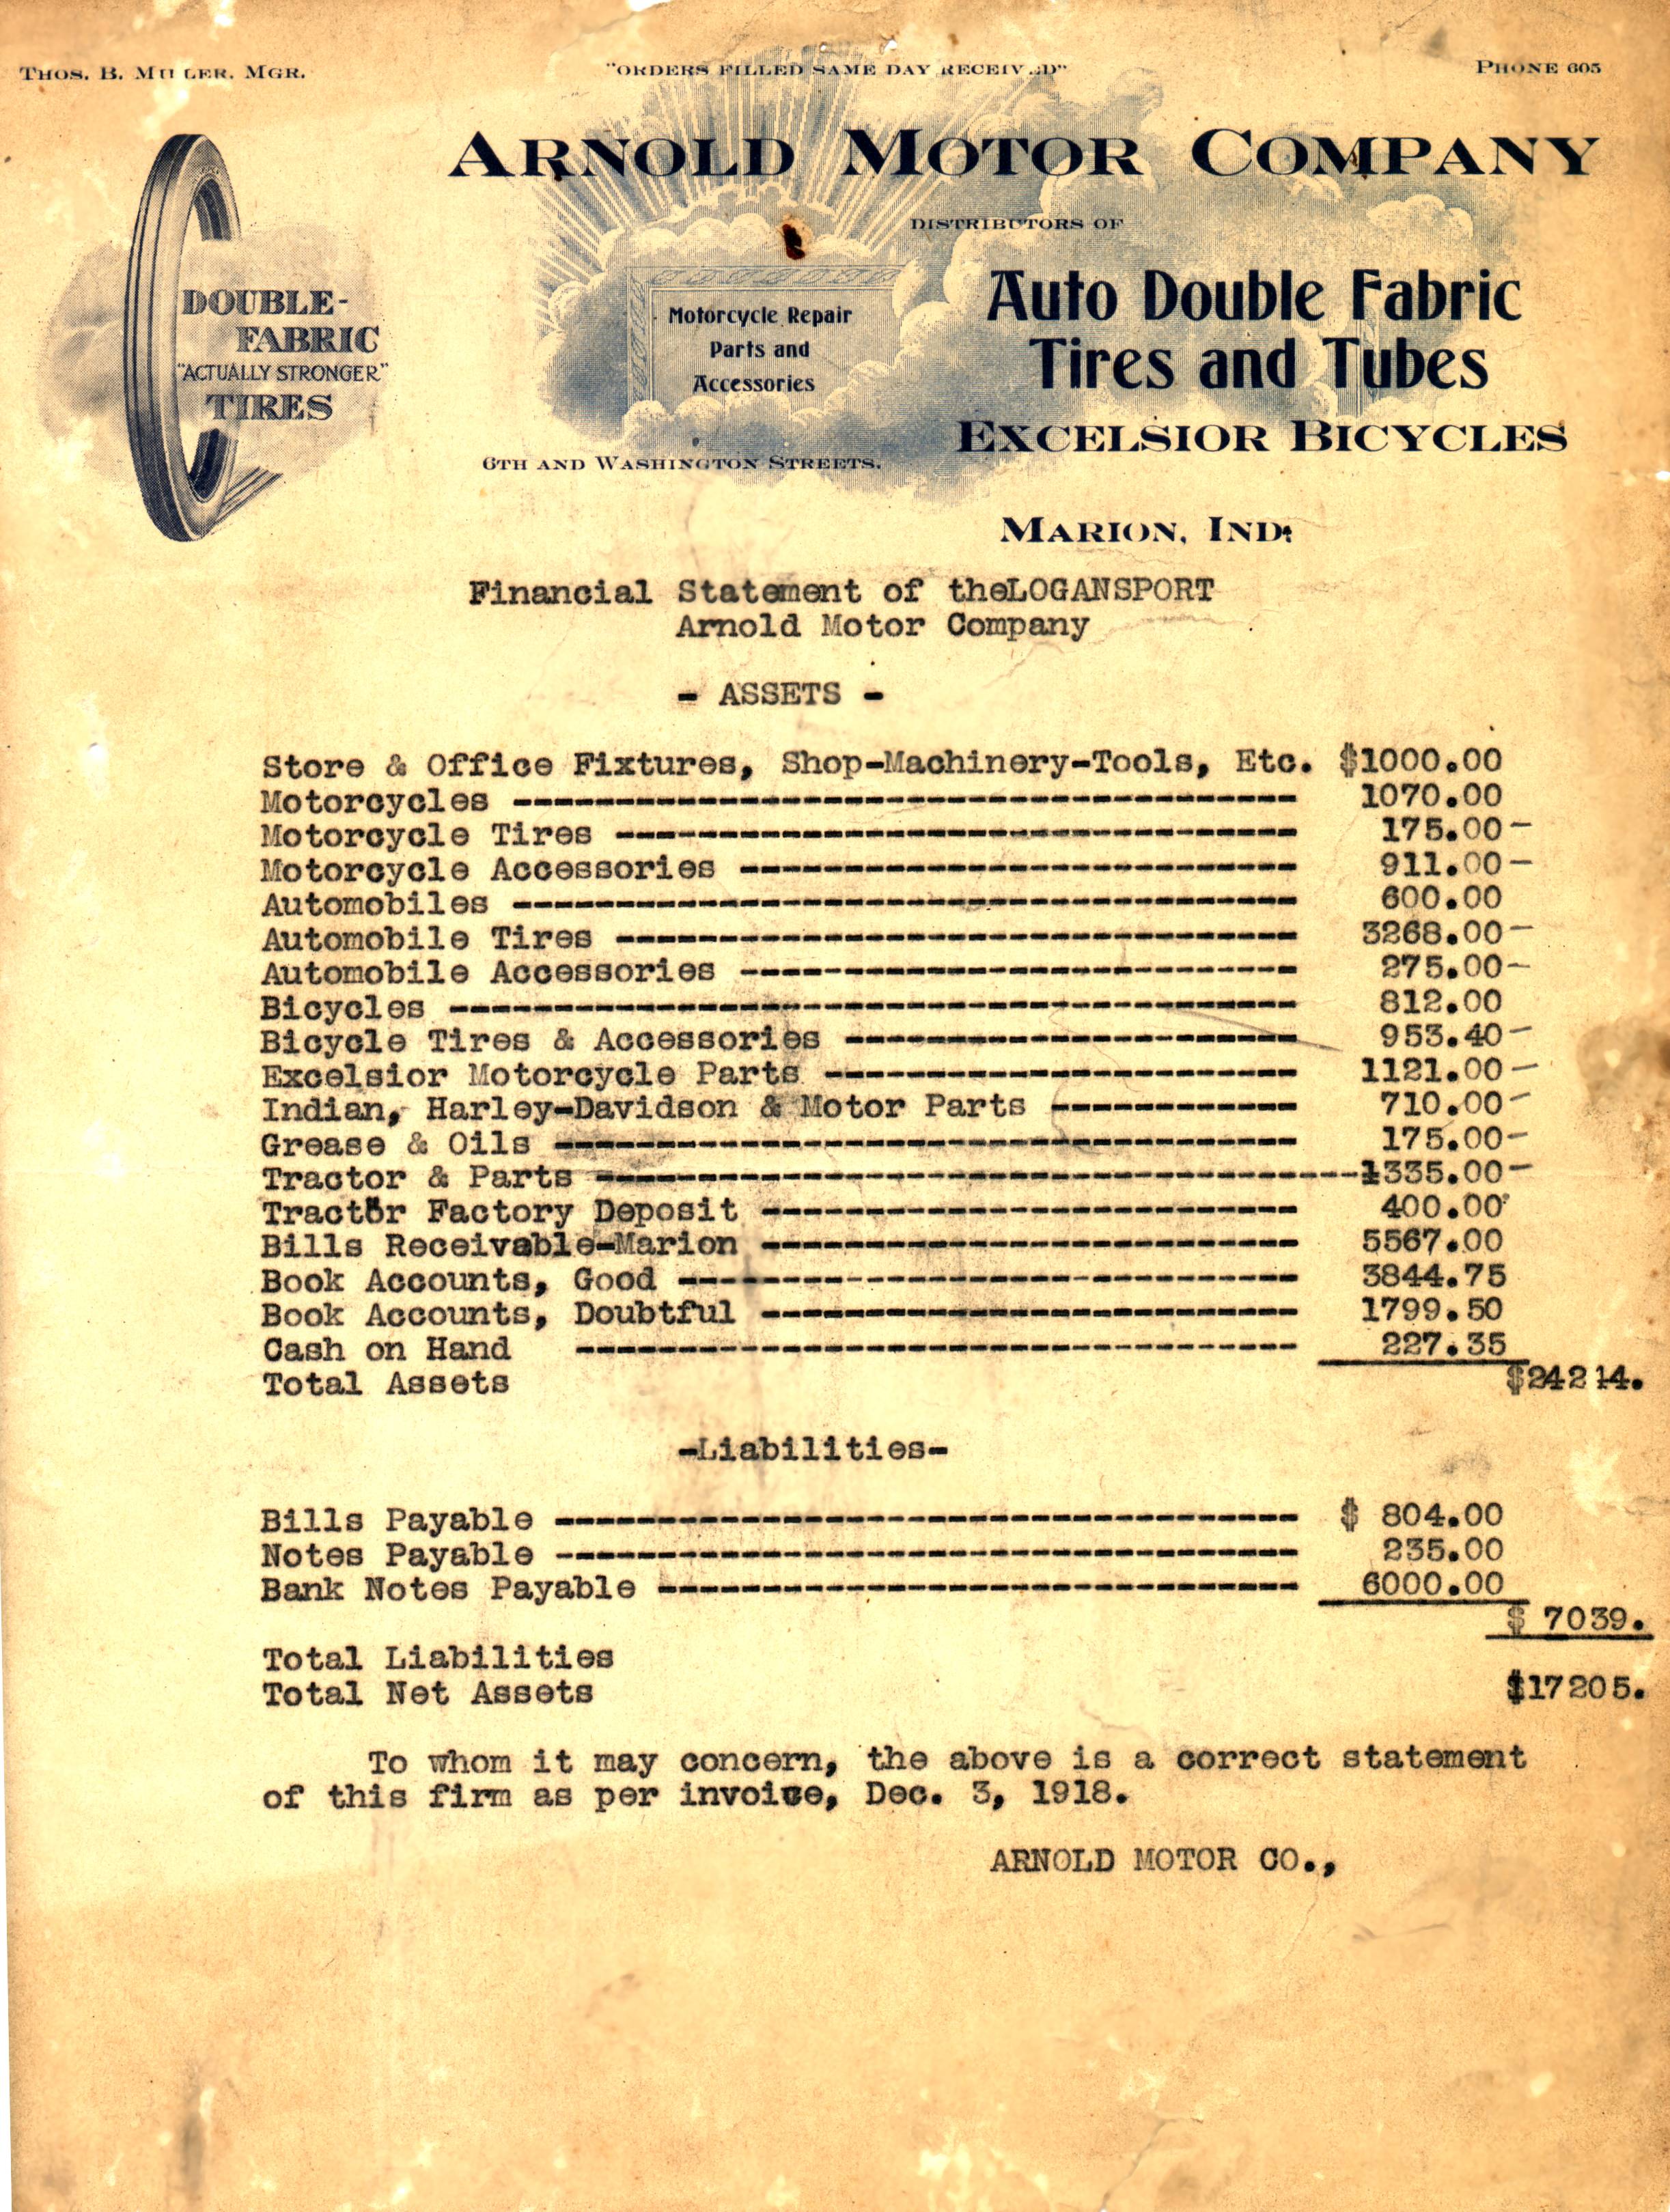 THOS. B. MILLER. MGR.
"ORDERS FILLED SAME DAY RECEIVED"
PHONE 605
ARNOLD MOTOR COMPANY
DISTRIBUTORS OF
DOUBLE-
FABRIC
"ACTUALLY STRONGER"
TIRES
Motorcycle Repair
Parts and
Accessories
Auto Double Fabric
Tires and Tubes
EXCELSIOR BICYCLES
6TH AND WASHINGTON STREETS.
MARION, IND.
Financial Statement of theLOGANSPORT
Arnold Motor Company
- ASSETS -
Store & Office Fixtures, Shop-Machinery-Tools, Etc. $1000.00
Motorcycles -------------------------------------- 1070.00
Motorcycle Tires --------------------------------- 175.00-
Motorcycle Accessories --------------------------- 911.00-
Automobiles -------------------------------------- 600.00
Automobile Tires --------------------------------- 3268.00-
Automobile Accessories --------------------------- 275.00-
Bicycles ----------------------------------------- 812.00
Bicycle Tires & Accessories ---------------------- 953.40-
Excelsior Motorcycle Parts ----------------------- 1121.00-
Indian, Harley-Davidson & Motor Parts ------------ 710.00-
Grease & Oils ------------------------------------ 175.00-
Tractor & Parts -------------------------------------1335.00-
Tractor Factory Deposit -------------------------- 400.00
Bills Receivable-Marion -------------------------- 5567.00
Book Accounts, Good ------------------------------ 3844.75
Book Accounts, Doubtful -------------------------- 1799.50
Cash on Hand ----------------------------------- 227.35
Total Assets $24214.
-Liabilities-
Bills Payable ------------------------------------ $ 804.00
Notes Payable ------------------------------------ 235.00
Bank Notes Payable ------------------------------- 6000.00
$ 7039.
Total Liabilities
Total Net Assets $17205.
To whom it may concern, the above is a correct statement
of this firm as per invoice, Dec. 3, 1918.
ARNOLD MOTOR CO.,